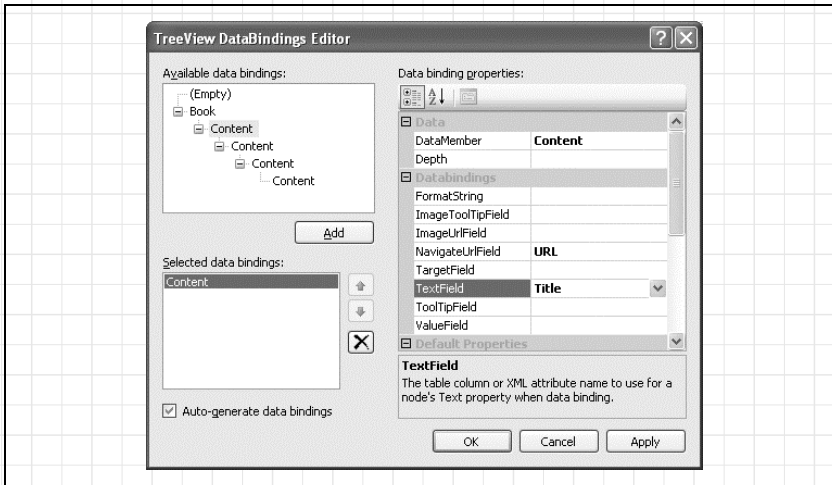 TreeView DataBindings Editor
Available data bindings:
(Empty)
Book
Content
Content
Content
Content
Add
Selected data bindings:
Content
Auto-generate data bindings
Data binding properties:
Data
DataMember Content
Depth
Databindings
FormatString
ImageToolTipField
ImageUrlField
NavigateUrlField URL
TargetField
TextField Title
ToolTipField
ValueField
Default Properties
TextField
The table column or XML attribute name to use for a
node's Text property when data binding.
OK Cancel Apply